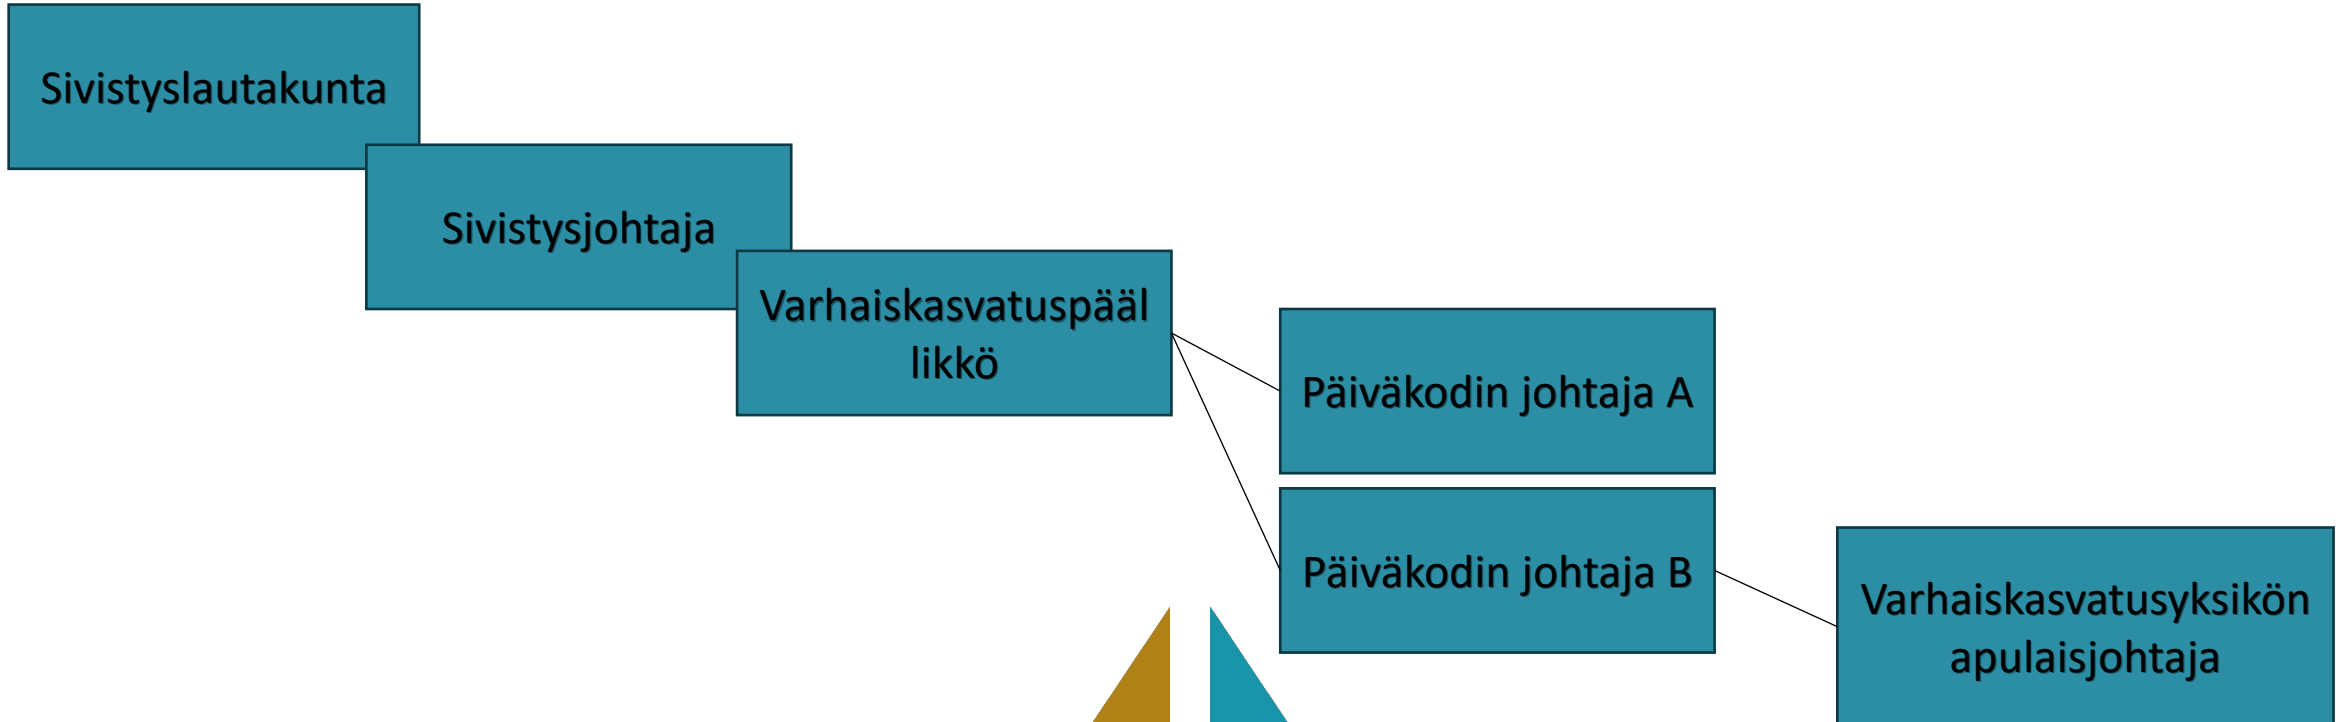 Sivistyslautakunta
Sivistysjohtaja
Varhaiskasvatuspääl
likkö
Päiväkodin johtaja A
Päiväkodin johtaja B
Varhaiskasvatusyksikön
apulaisjohtaja